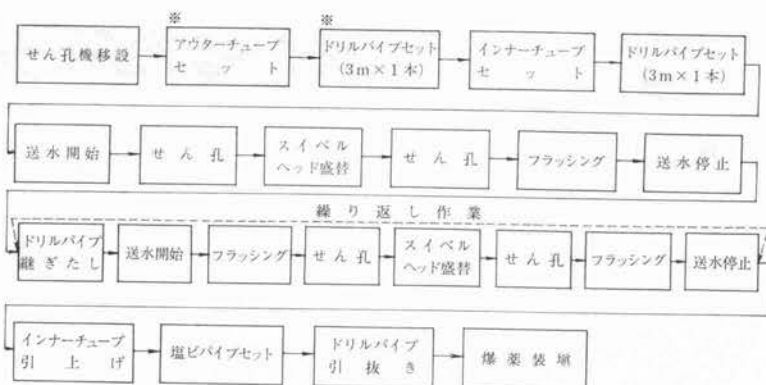 ※
※
せん孔機移設
アウターチューブ
セット
ドリルパイプセット
(3m×1本)
インナーチューブ
セット
ドリルパイプセット
(3m×1本)
送水開始
せん孔
スイベル
ヘッド盛替
せん孔
フラッシング
送水停止
繰り返し作業
ドリルパイプ
継ぎたし
送水開始
フラッシング
せん孔
スイベル
ヘッド盛替
せん孔
フラッシング
送水停止
インナーチューブ
引上げ
塩ビパイプセット
ドリルパイプ
引抜き
爆薬装塡